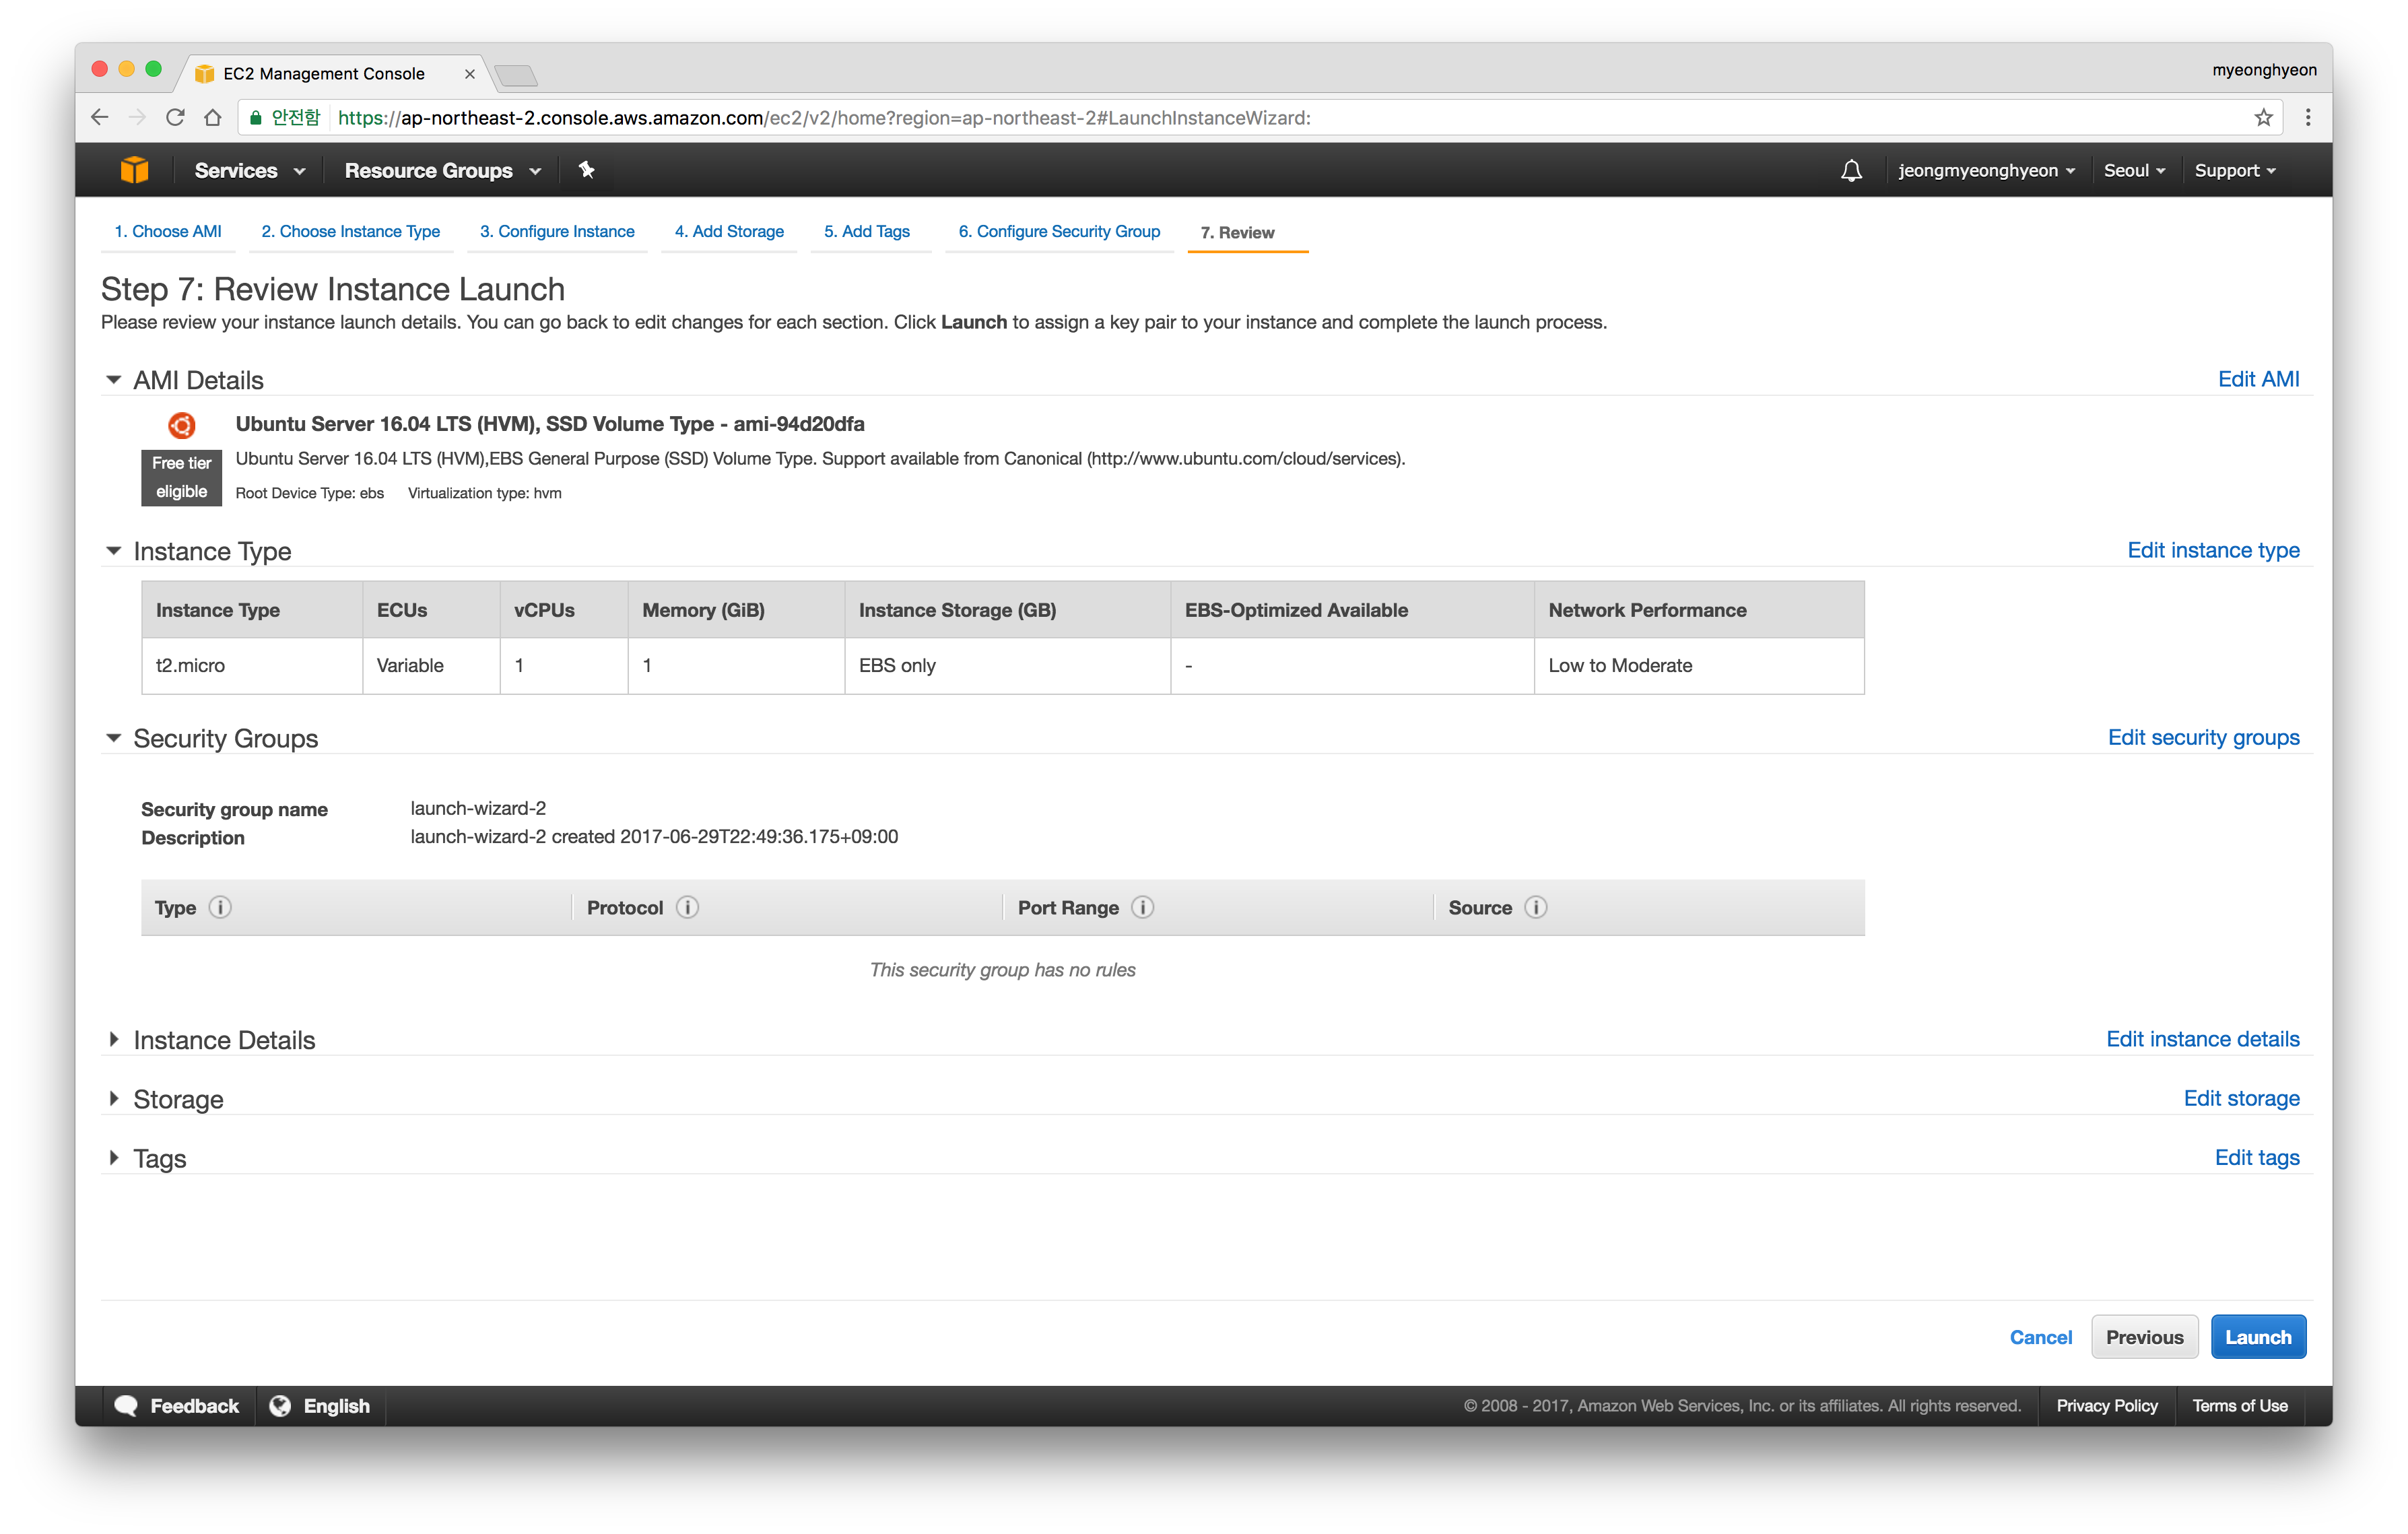 EC2 Management Console
myeonghyeon
안전함 https://ap-northeast-2.console.aws.amazon.com/ec2/v2/home?region=ap-northeast-2#LaunchInstanceWizard:
Services Resource Groups jeongmyeonghyeon Seoul Support
1. Choose AMI 2. Choose Instance Type 3. Configure Instance 4. Add Storage 5. Add Tags 6. Configure Security Group 7. Review
Step 7: Review Instance Launch
Please review your instance launch details. You can go back to edit changes for each section. Click Launch to assign a key pair to your instance and complete the launch process.
AMI Details Edit AMI
Ubuntu Server 16.04 LTS (HVM), SSD Volume Type - ami-94d20dfa
Free tier
eligible
Ubuntu Server 16.04 LTS (HVM),EBS General Purpose (SSD) Volume Type. Support available from Canonical (http://www.ubuntu.com/cloud/services).
Root Device Type: ebs Virtualization type: hvm
Instance Type Edit instance type
Instance Type ECUs vCPUs Memory (GiB) Instance Storage (GB) EBS-Optimized Available Network Performance
t2.micro Variable 1 1 EBS only - Low to Moderate
Security Groups Edit security groups
Security group name launch-wizard-2
Description launch-wizard-2 created 2017-06-29T22:49:36.175+09:00
Type i Protocol i Port Range i Source i
This security group has no rules
Instance Details Edit instance details
Storage Edit storage
Tags Edit tags
Cancel Previous Launch
Feedback English © 2008 - 2017, Amazon Web Services, Inc. or its affiliates. All rights reserved. Privacy Policy Terms of Use